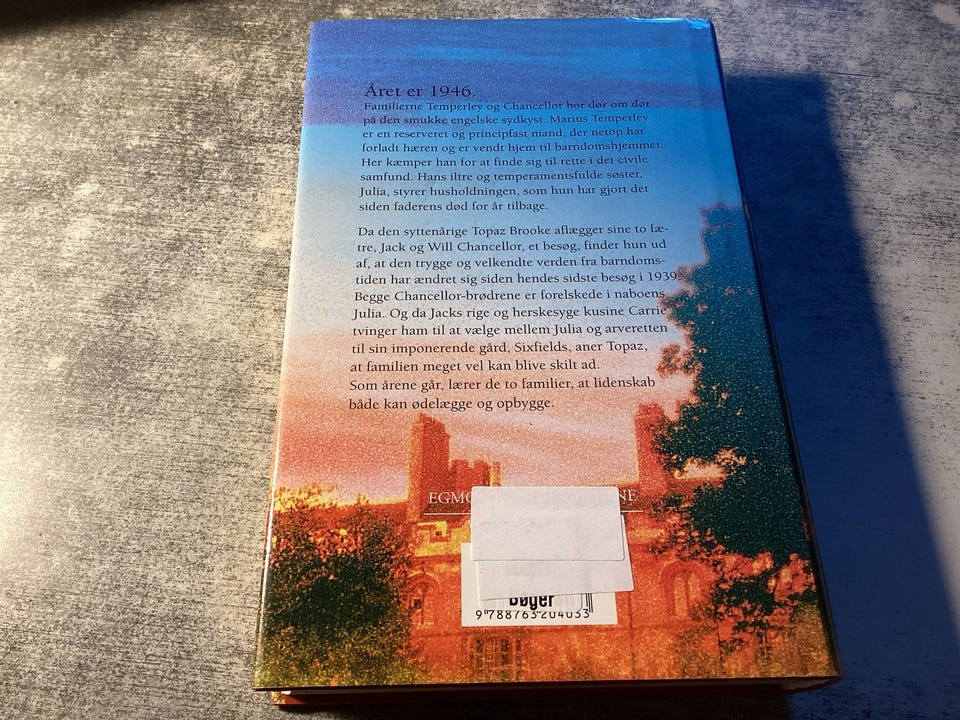 Året er 1946.
Familierne Temperley og Chancellor bor dør om dør
på den smukke engelske sydkyst. Marius Temperley
er en reserveret og principfast mand, der netop har
forladt hæren og er vendt hjem til barndomshjemmet.
Her kæmper han for at finde sig til rette i det civile
samfund. Hans iltre og temperamentsfulde søster,
Julia, styrer husholdningen, som hun har gjort det
siden faderens død for år tilbage.
Da den syttenårige Topaz Brooke aflægger sine to fæ-
tre, Jack og Will Chancellor, et besøg, finder hun ud
af, at den trygge og velkendte verden fra barndoms-
tiden har ændret sig siden hendes sidste besøg i 1939.
Begge Chancellor-brødrene er forelskede i naboens
Julia. Og da Jacks rige og herskesyge kusine Carrie
tvinger ham til at vælge mellem Julia og arveretten
til sin imponerende gård, Sixfields, aner Topaz,
at familien meget vel kan blive skilt ad.
Som årene går, lærer de to familier, at lidenskab
både kan ødelægge og opbygge.
Bøger
9 788763 204033